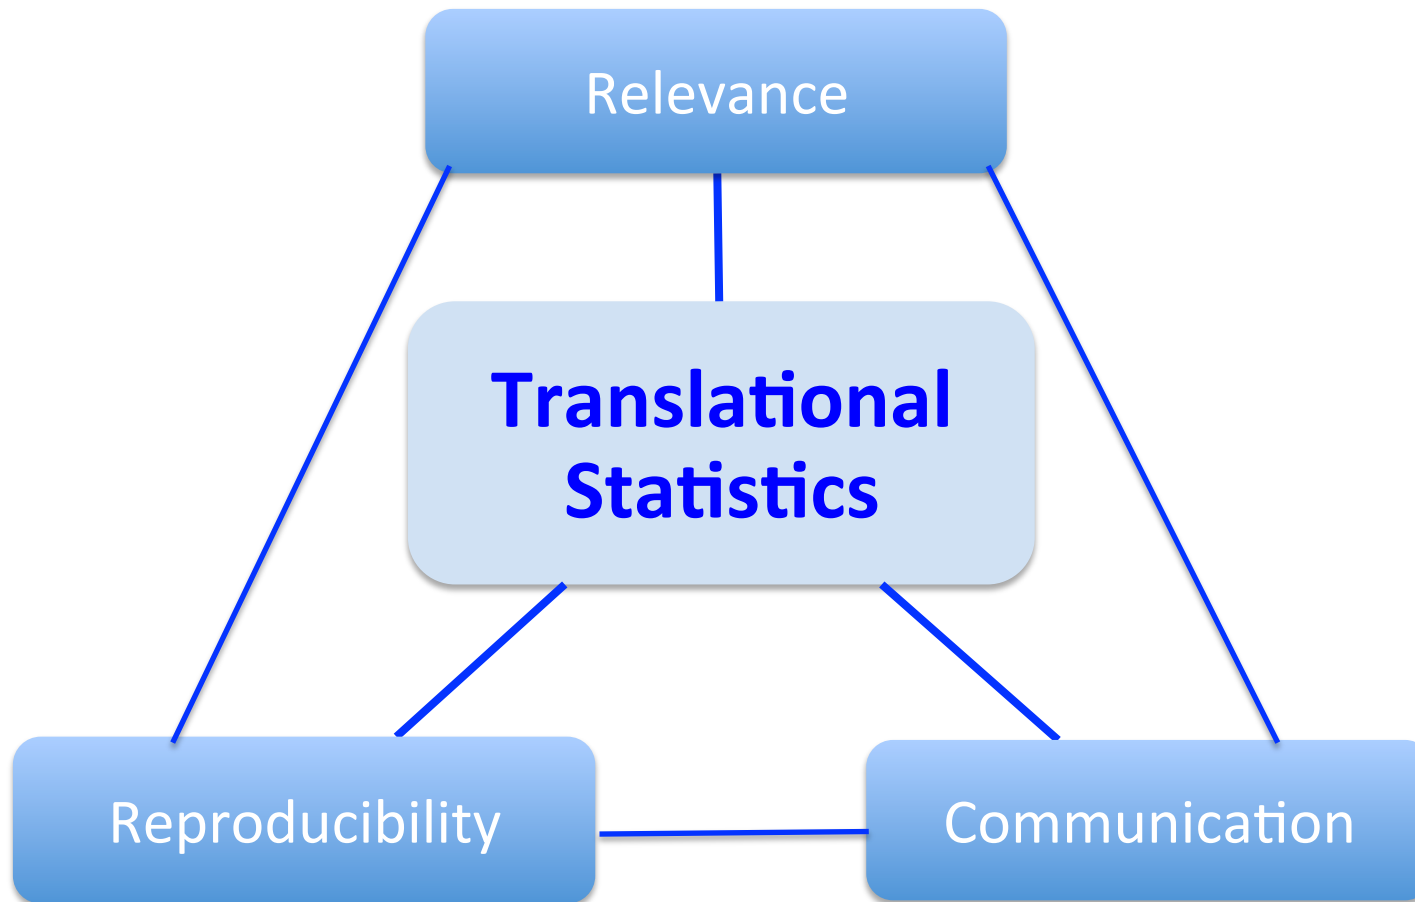 Relevance
Translational
Statistics
Reproducibility
Communication